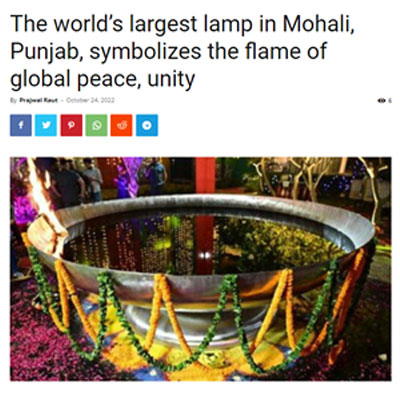 The world’s largest lamp in Mohali,
Punjab, symbolizes the flame of
global peace, unity
By Prajwal Raut - October 24, 2022 6